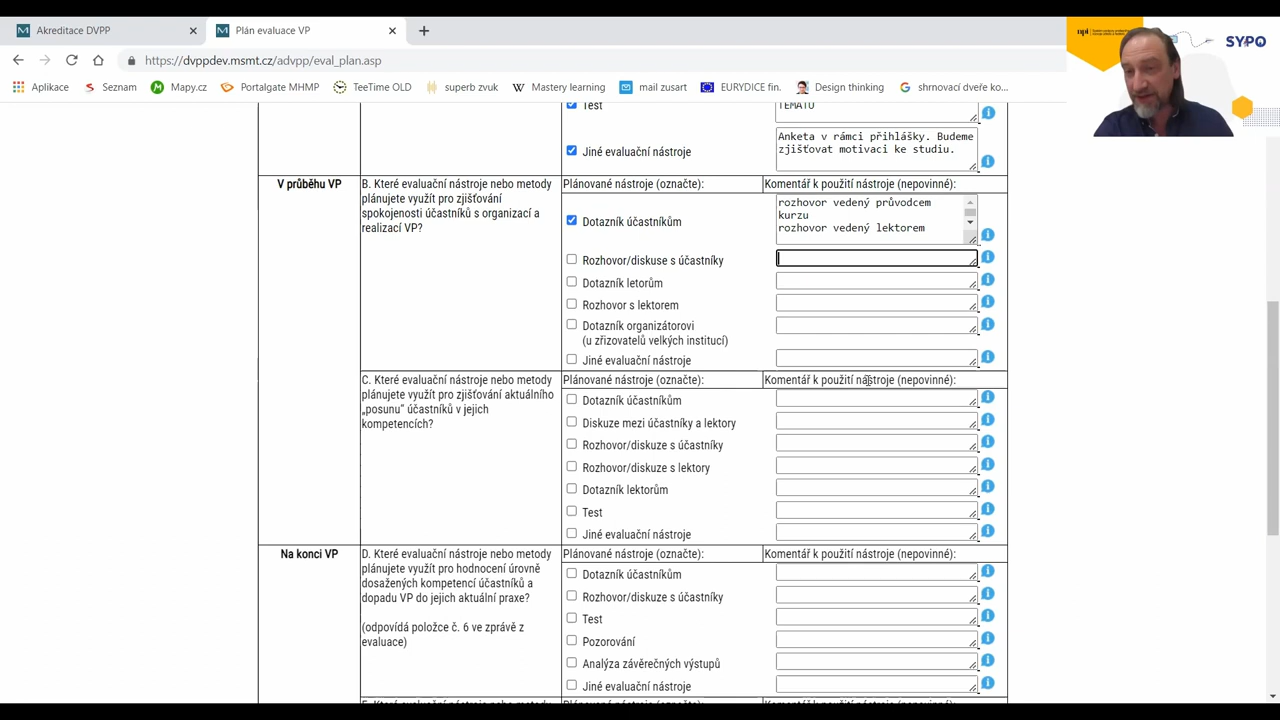 Akreditace DVPP
Plán evaluace VP
https://dvppdev.msmt.cz/advpp/eval_plan.asp
SYPO
npi
Aplikace
Seznam
Mapy.cz
Portalgate MHMP
TeeTime OLD
superb zvuk
Mastery learning
mail zusart
EURYDICE fin.
Design thinking
shrnovací dveře ko...
Test
TEMATU
Jiné evaluační nástroje
Anketa v rámci přihlášky. Budeme
zjišťovat motivaci ke studiu.
V průběhu VP
B. Které evaluační nástroje nebo metody
plánujete využít pro zjišťování
spokojenosti účastníků s organizací a
realizací VP?
Plánované nástroje (označte):
Komentář k použití nástroje (nepovinné):
Dotazník účastníkům
rozhovor vedený průvodcem
kurzu
rozhovor vedený lektorem
Rozhovor/diskuse s účastníky
Dotazník letorům
Rozhovor s lektorem
Dotazník organizátorovi
(u zřizovatelů velkých institucí)
Jiné evaluační nástroje
C. Které evaluační nástroje nebo metody
plánujete využít pro zjišťování aktuálního
„posunu" účastníků v jejich
kompetencích?
Plánované nástroje (označte):
Komentář k použití nástroje (nepovinné):
Dotazník účastníkům
Diskuze mezi účastníky a lektory
Rozhovor/diskuze s účastníky
Rozhovor/diskuze s lektory
Dotazník lektorům
Test
Jiné evaluační nástroje
Na konci VP
D. Které evaluační nástroje nebo metody
plánujete využít pro hodnocení úrovně
dosažených kompetencí účastníků a
dopadu VP do jejich aktuální praxe?
(odpovídá položce č. 6 ve zprávě z
evaluace)
Plánované nástroje (označte):
Komentář k použití nástroje (nepovinné):
Dotazník účastníkům
Rozhovor/diskuze s účastníky
Test
Pozorování
Analýza závěrečných výstupů
Jiné evaluační nástroje